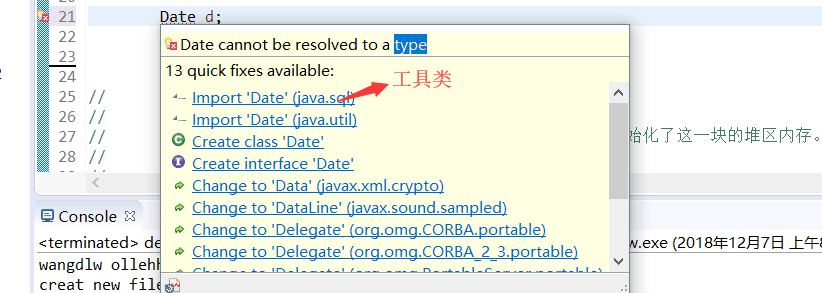 21 Date d;
22 Date cannot be resolved to a type
23 13 quick fixes available:
工具类
24 Import 'Date' (java.sql)
25 // Import 'Date' (java.util)
26 // Create class 'Date' 始化了这一块的堆区内存。
27 // Create interface 'Date'
28 // Change to 'Data' (javax.xml.crypto)
Change to 'DataLine' (javax.sound.sampled)
Console
Change to 'Delegate' (org.omg.CORBA.portable)
<terminated> de Change to 'Delegate' (org.omg.CORBA_2_3.portable) w.exe (2018年12月7日 上午8
wangdlw ollehh Change to 'Delegate' (org.omg.PortableServer.portable)
creat new file